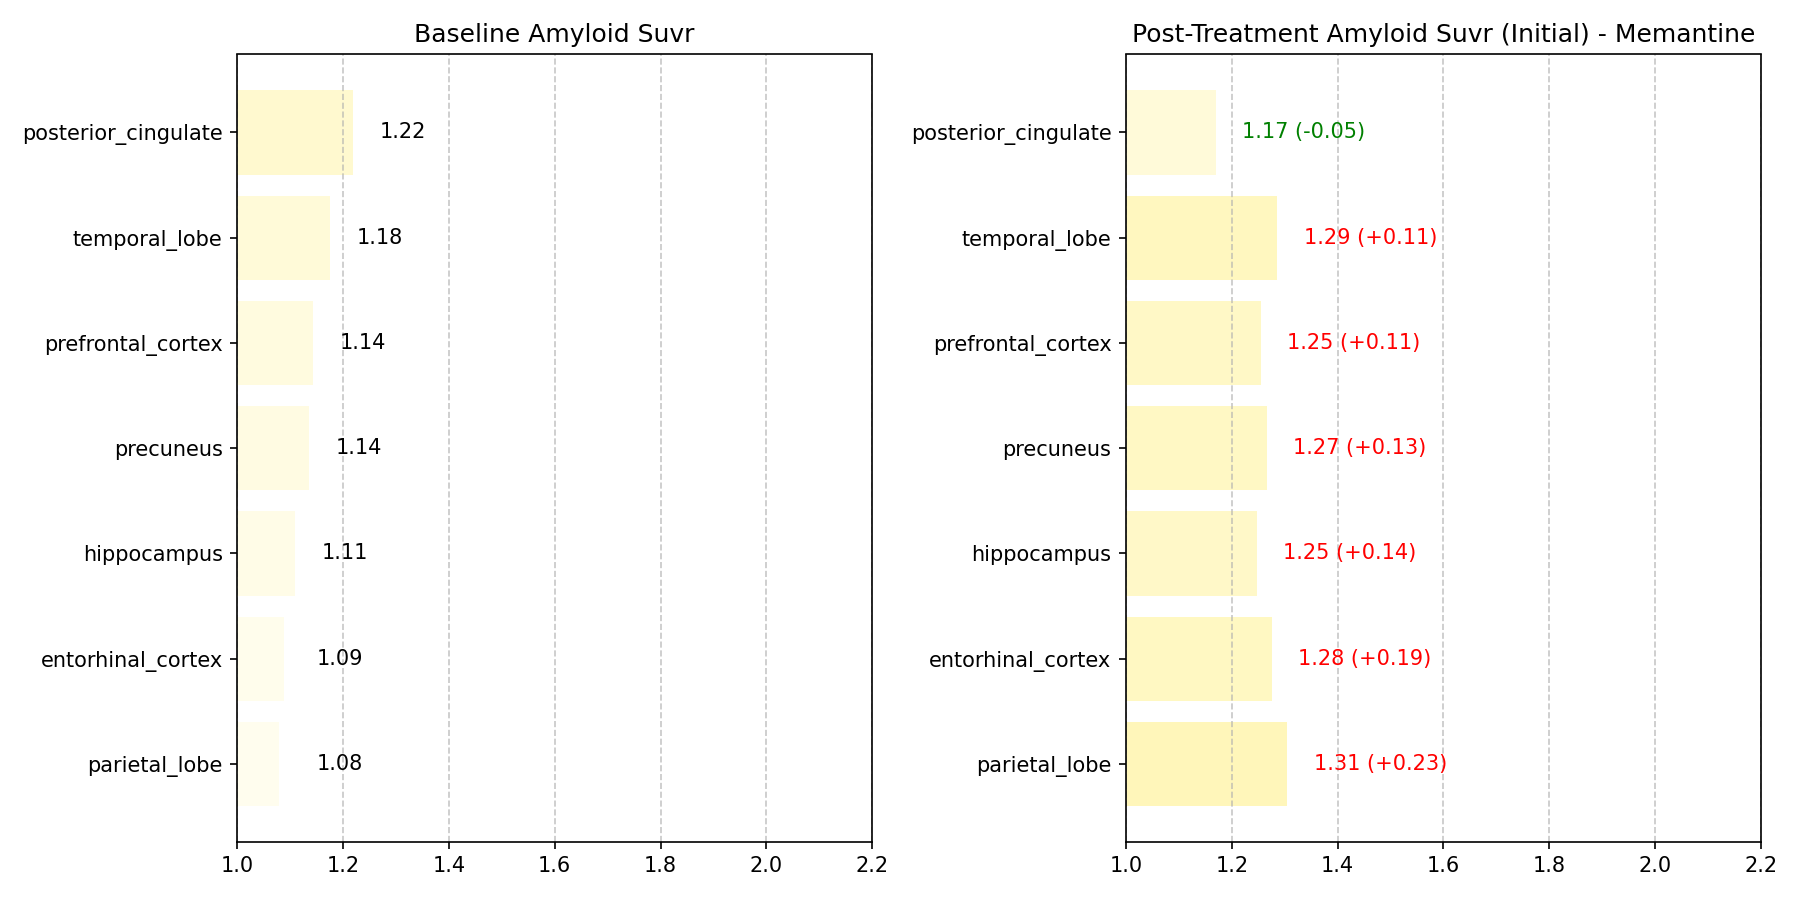 Baseline Amyloid Suvr
posterior_cingulate 1.22
temporal_lobe 1.18
prefrontal_cortex 1.14
precuneus 1.14
hippocampus 1.11
entorhinal_cortex 1.09
parietal_lobe 1.08
1.0 1.2 1.4 1.6 1.8 2.0 2.2
Post-Treatment Amyloid Suvr (Initial) - Memantine
posterior_cingulate 1.17 (-0.05)
temporal_lobe 1.29 (+0.11)
prefrontal_cortex 1.25 (+0.11)
precuneus 1.27 (+0.13)
hippocampus 1.25 (+0.14)
entorhinal_cortex 1.28 (+0.19)
parietal_lobe 1.31 (+0.23)
1.0 1.2 1.4 1.6 1.8 2.0 2.2